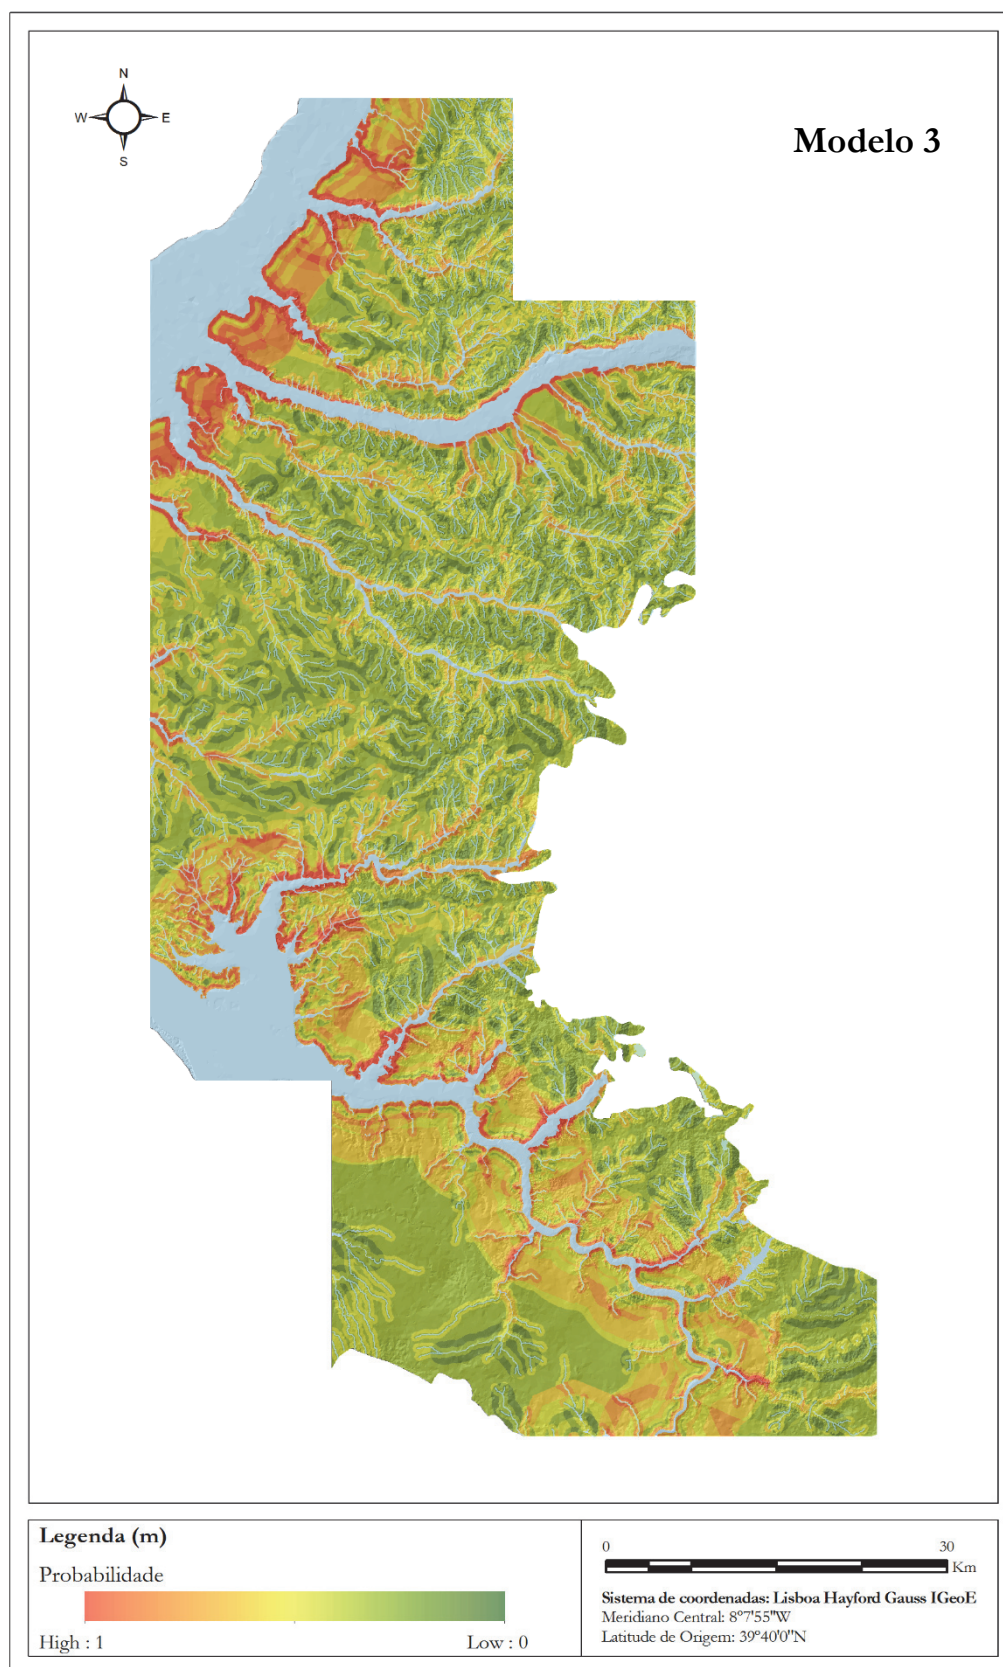 N
W E
S
Modelo 3
Legenda (m)
Probabilidade
High : 1 Low : 0
0 30
Km
Sistema de coordenadas: Lisboa Hayford Gauss IGeoE
Meridiano Central: 8°7'55"W
Latitude de Origem: 39°40'0"N